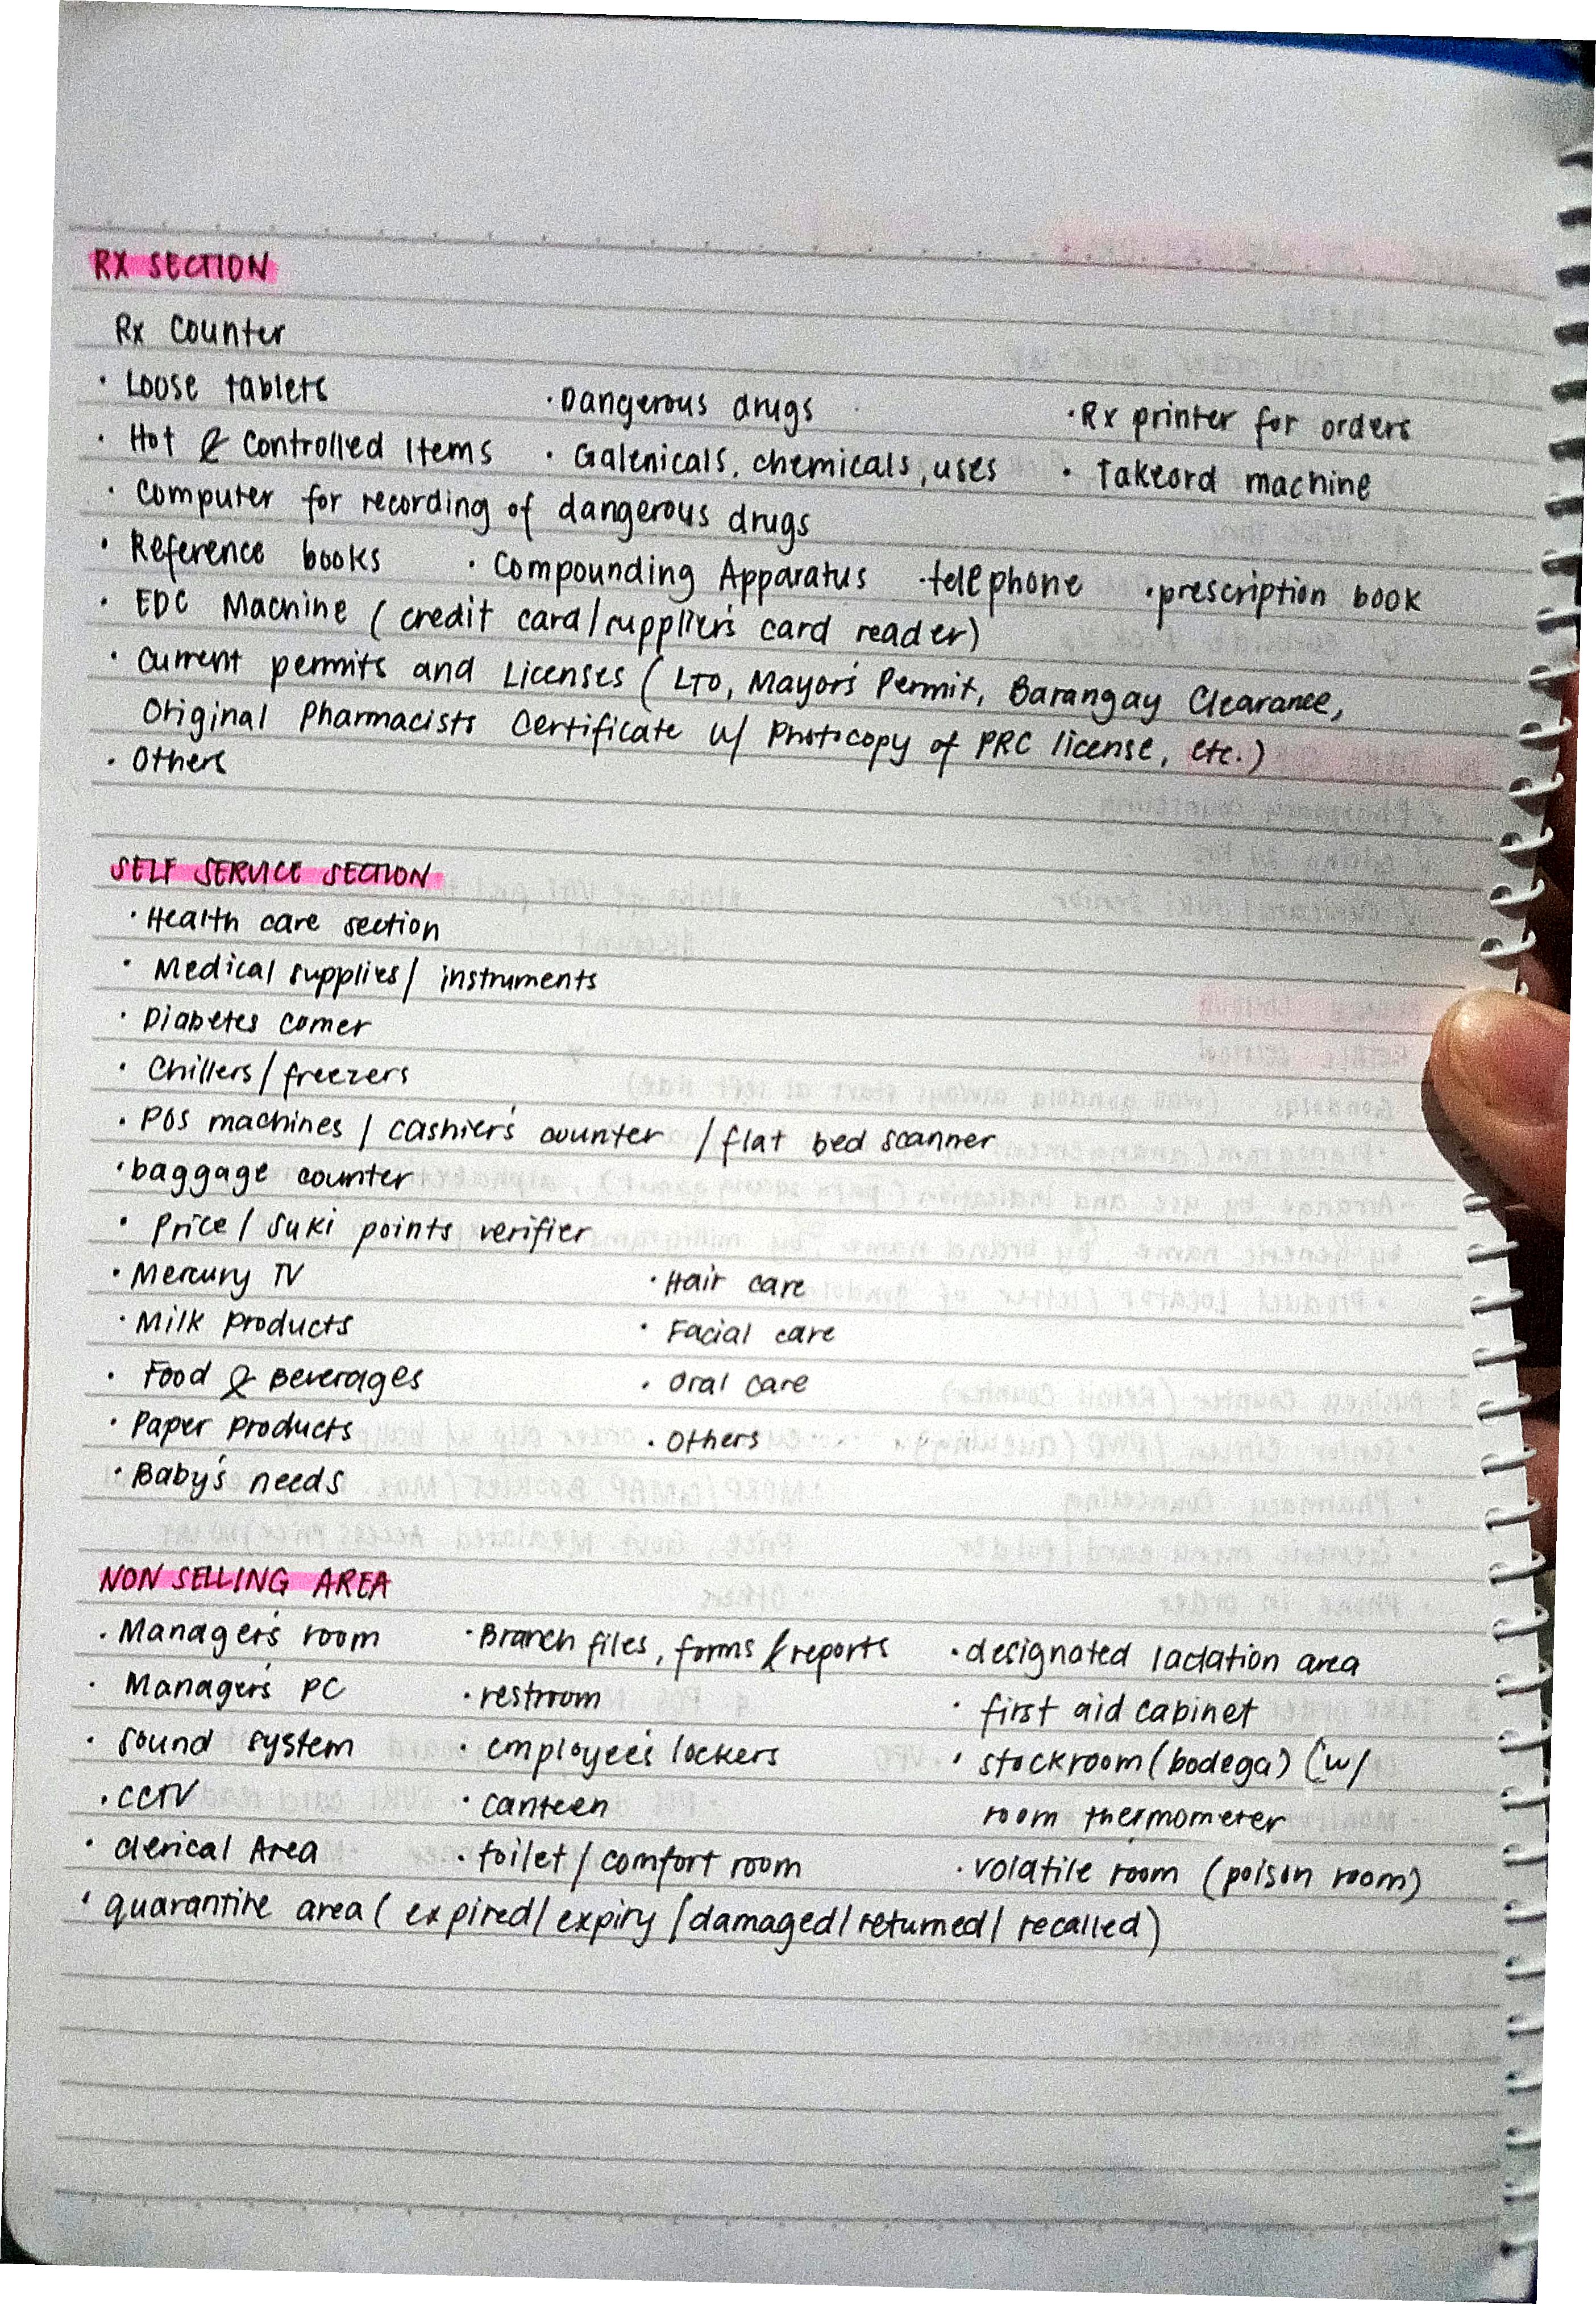 RX SECTION
Rx Counter
· Loose tablets · Dangerous drugs · Rx printer for orders
· Hot & Controlled Items · Galenicals, chemicals, uses · Takeord machine
· Computer for recording of dangerous drugs
· Reference books · Compounding Apparatus · telephone · prescription book
· EDC Machine (credit card/supplier's card reader)
· Current permits and Licenses (LTO, Mayor's Permit, Barangay Clearance,
Original Pharmacists Certificate w/ Photocopy of PRC license, etc.)
· Others
SELF SERVICE SECTION
· Health care section
· Medical supplies/ instruments
· Diabetes corner
· Chillers/freezers
· POS machines / cashier's counter / flat bed scanner
· baggage counter
· Price/ Suki points verifier
· Mercury TV · Hair care
· Milk products · Facial care
· Food & Beverages · Oral care
· Paper products · Others
· Baby's needs
NON SELLING AREA
· Manager's room · Branch files, forms & reports · designated lactation area
· Manager's PC · restroom · first aid cabinet
· sound system · employee's lockers · stockroom (bodega) (w/
· CCTV · canteen room thermometer
· clerical Area · toilet / comfort room · volatile room (poison room)
· quarantine area (expired/ expiry /damaged/returned/ recalled)